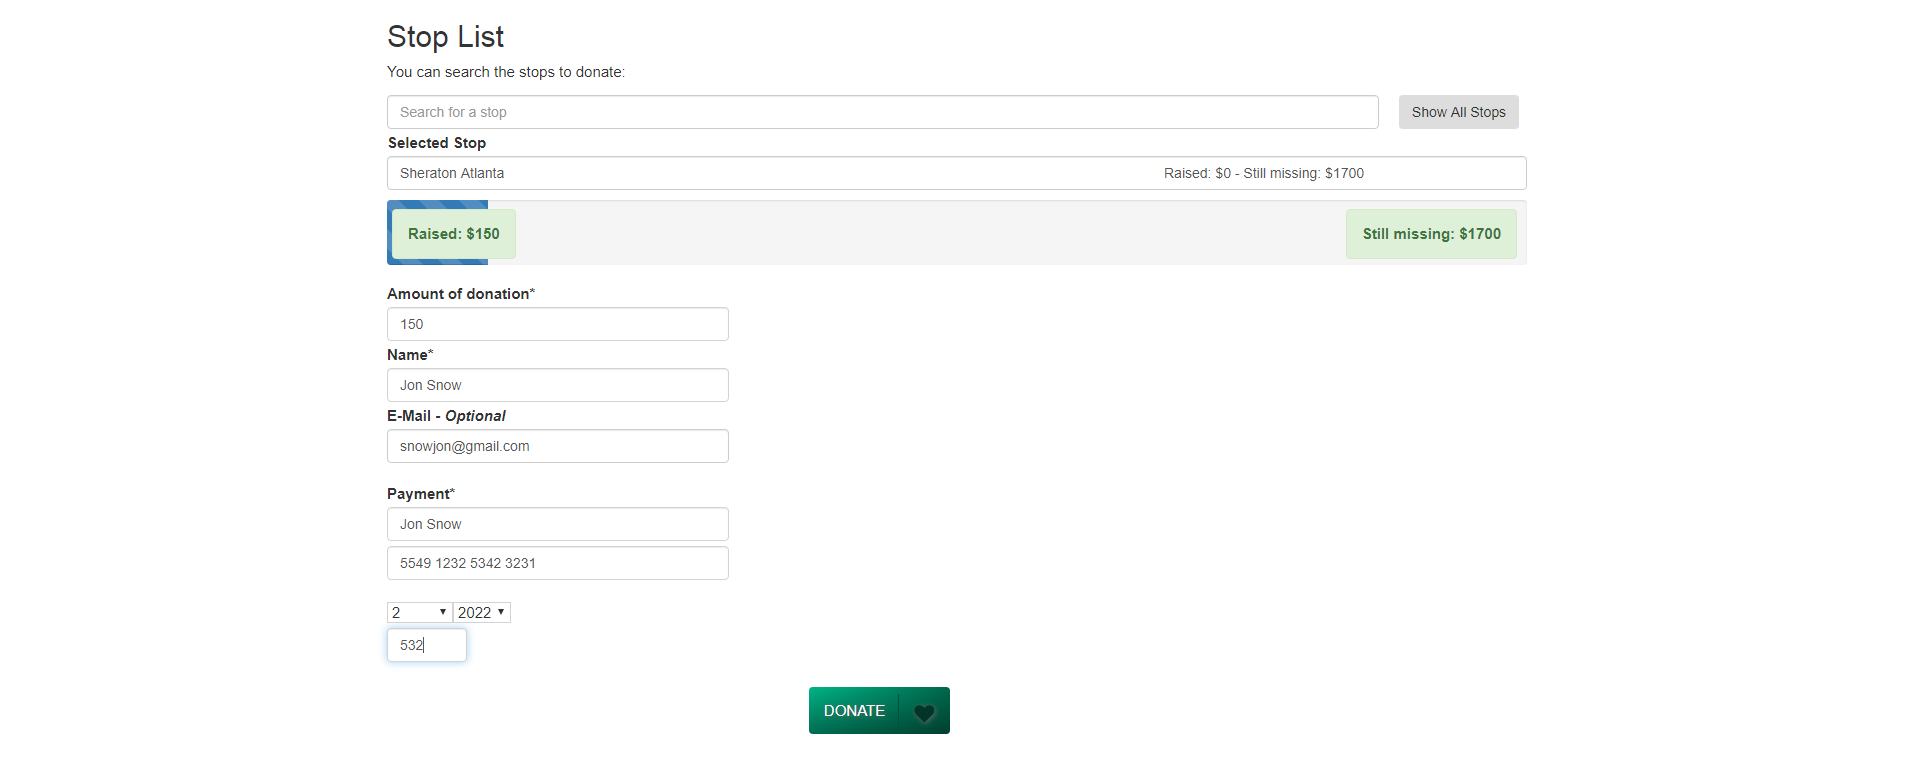 Stop List
You can search the stops to donate:
Search for a stop
Show All Stops
Selected Stop
Sheraton Atlanta Raised: $0 - Still missing: $1700
Raised: $150 Still missing: $1700
Amount of donation*
150
Name*
Jon Snow
E-Mail - Optional
snowjon@gmail.com
Payment*
Jon Snow
5549 1232 5342 3231
2 2022
532
DONATE